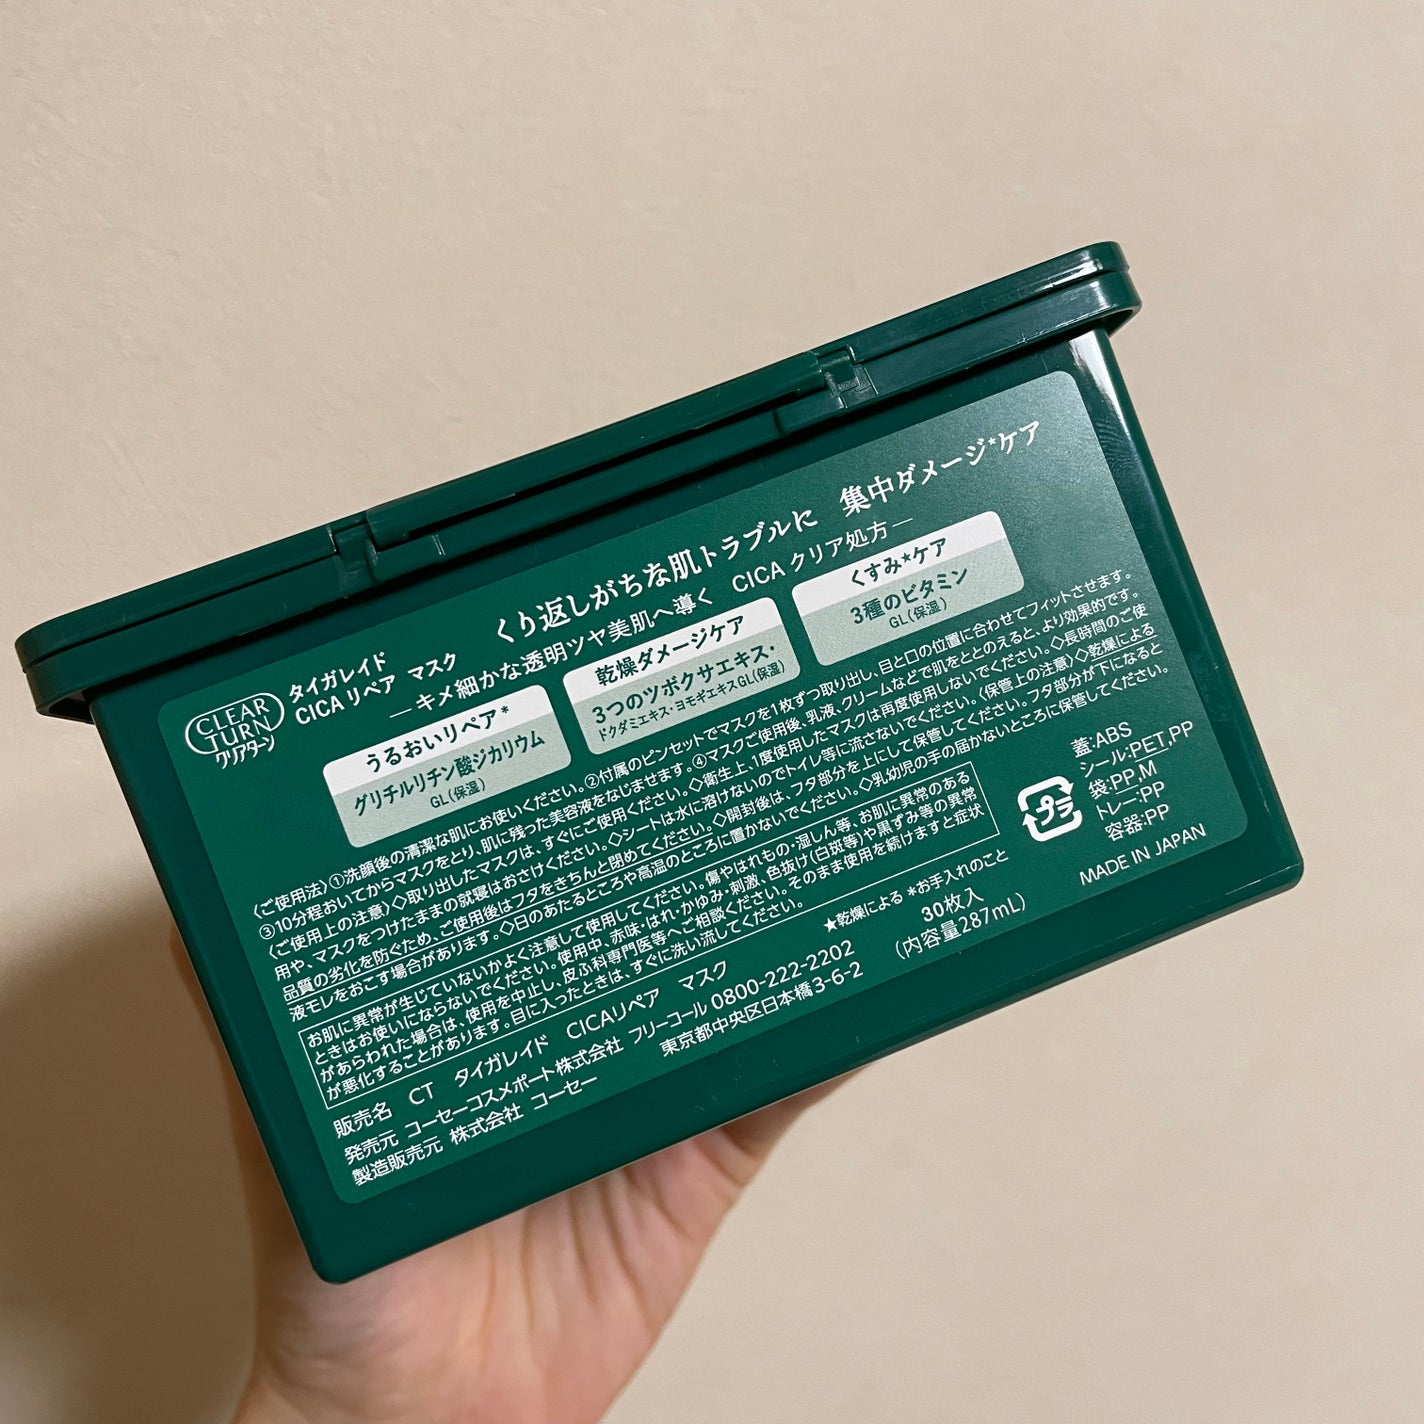 CLEAR
TURN
クリアターン
タイガレイド
CICAリペア マスク
くり返しがちな肌トラブルに 集中ダメージ★ケア
―キメ細かな透明ツヤ美肌へ導く CICA クリア処方―
うるおいリペア*
グリチルリチン酸ジカリウム
GL(保湿)
乾燥ダメージケア
3つのツボクサエキス・
ドクダミエキス・ヨモギエキスGL(保湿)
くすみ★ケア
3種のビタミン
GL(保湿)
〈ご使用法〉①洗顔後の清潔な肌にお使いください。②付属のピンセットでマスクを1枚ずつ取り出し、目と口の位置に合わせてフィットさせます。
③10分程おいてからマスクをとり、肌に残った美容液をなじませます。④マスクご使用後、乳液、クリームなどで肌をととのえると、より効果的です。
〈ご使用上の注意〉◇取り出したマスクは、すぐにご使用ください。◇衛生上、1度使用したマスクは再度使用しないでください。◇長時間のご使
用や、マスクをつけたままの就寝はおさけください。◇シートは水に溶けないのでトイレ等に流さないでください。〈保管上の注意〉◇乾燥による
品質の劣化を防ぐため、ご使用後はフタをきちんと閉めてください。◇開封後は、フタ部分を上にして保管してください。フタ部分が下になると
液モレをおこす場合があります。◇日のあたるところや高温のところに置かないでください。◇乳幼児の手の届かないところに保管してください。
お肌に異常が生じていないかよく注意して使用してください。傷やはれもの・湿しん等、お肌に異常のある
ときはお使いにならないでください。使用中、赤味・はれ・かゆみ・刺激、色抜け(白斑等)や黒ずみ等の異常
があらわれた場合は、使用を中止し、皮ふ科専門医等へご相談ください。そのまま使用を続けますと症状
が悪化することがあります。目に入ったときは、すぐに洗い流してください。
★乾燥による *お手入れのこと
販売名 CT タイガレイド CICAリペア マスク
発売元 コーセーコスメポート株式会社 フリーコール 0800-222-2202
製造販売元 株式会社 コーセー 東京都中央区日本橋3-6-2
30枚入
(内容量287mL)
プラ
蓋:ABS
シール:PET,PP
袋:PP,M
トレー:PP
容器:PP
MADE IN JAPAN